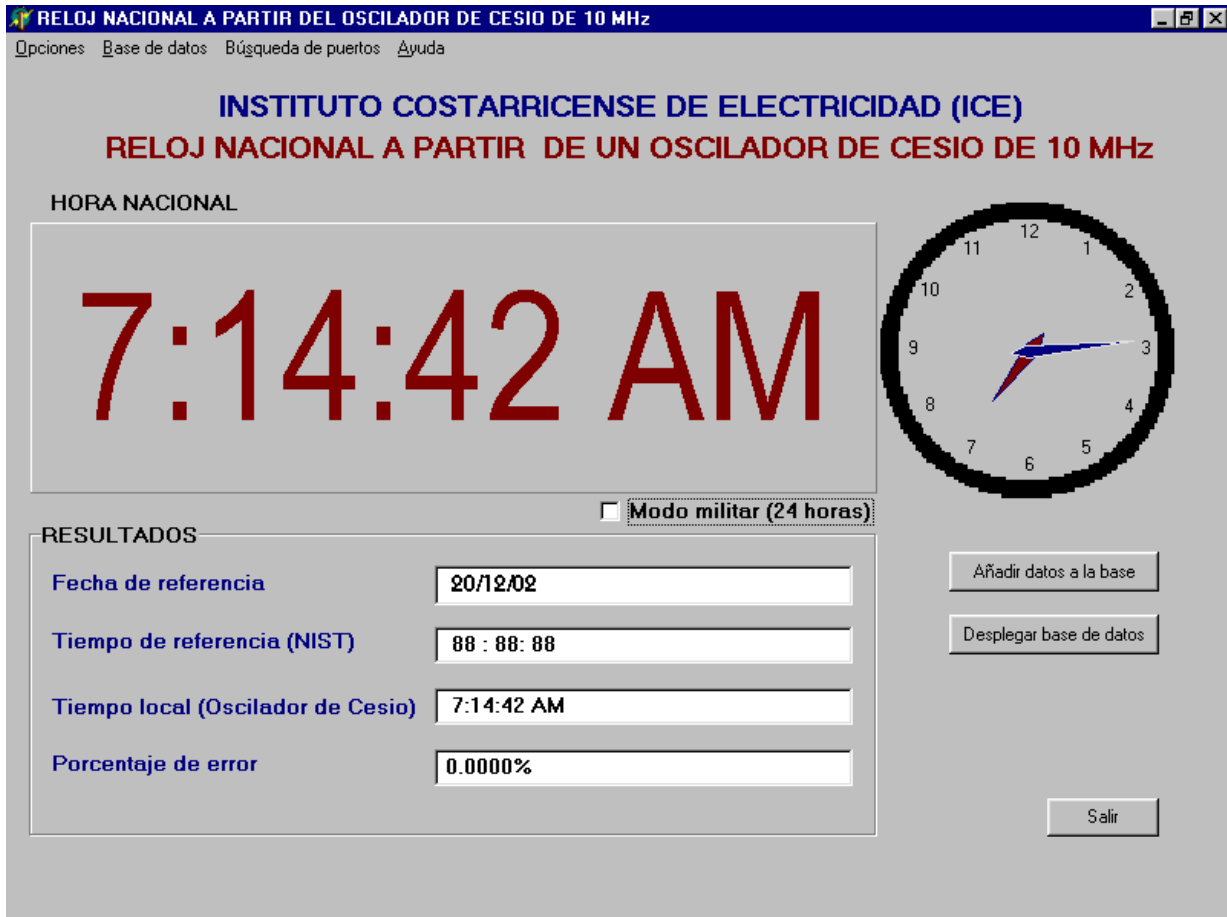 RELOJ NACIONAL A PARTIR DEL OSCILADOR DE CESIO DE 10 MHz
Opciones Base de datos Búsqueda de puertos Ayuda
INSTITUTO COSTARRICENSE DE ELECTRICIDAD (ICE)
RELOJ NACIONAL A PARTIR DE UN OSCILADOR DE CESIO DE 10 MHz
HORA NACIONAL
7:14:42 AM
12
11 1
10 2
9 3
8 4
7 5
6
Modo militar (24 horas)
RESULTADOS
Fecha de referencia 20/12/02
Tiempo de referencia (NIST) 88 : 88: 88
Tiempo local (Oscilador de Cesio) 7:14:42 AM
Porcentaje de error 0.0000%
Añadir datos a la base
Desplegar base de datos
Salir